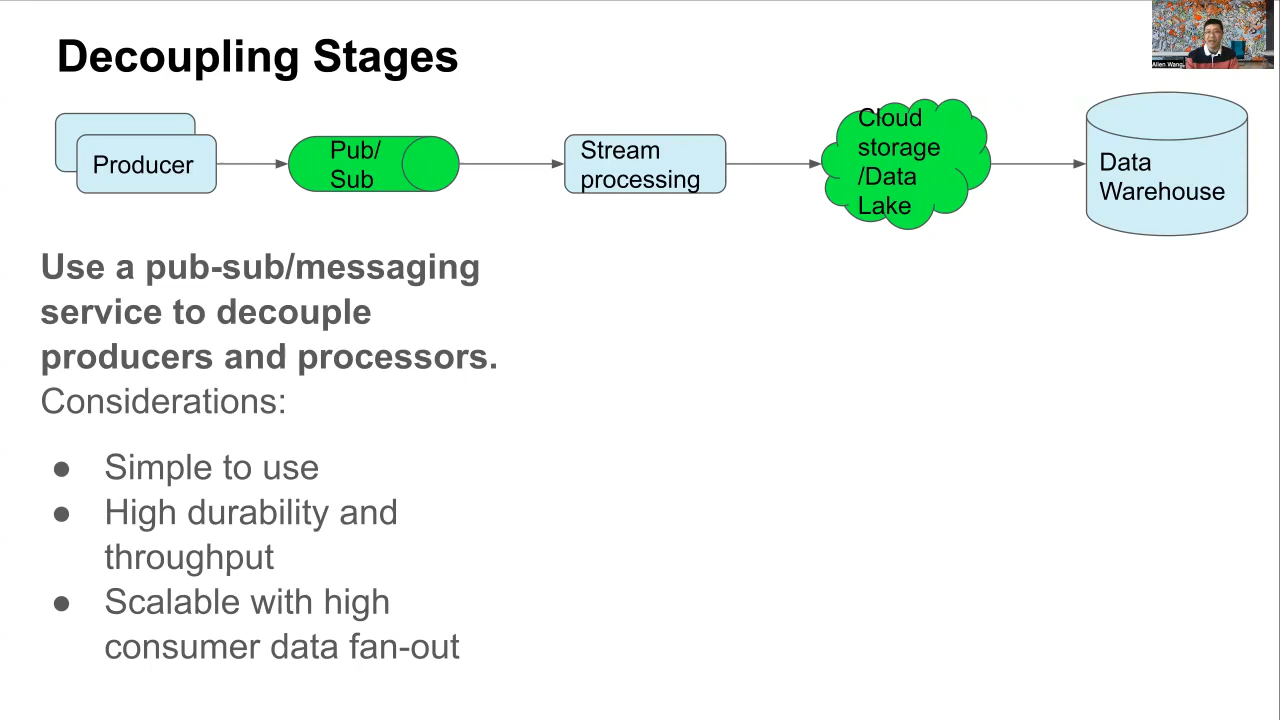 Decoupling Stages
Allen Wang
Producer
Pub/
Sub
Stream
processing
Cloud
storage
/Data
Lake
Data
Warehouse
Use a pub-sub/messaging
service to decouple
producers and processors.
Considerations:
● Simple to use
● High durability and
throughput
● Scalable with high
consumer data fan-out